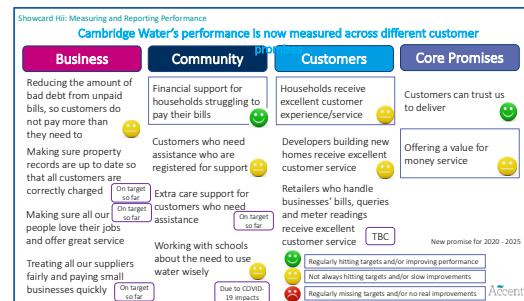 Showcard Hii: Measuring and Reporting Performance
Cambridge Water's performance is now measured across different customer
promises
Business
Reducing the amount of
bad debt from unpaid
bills, so customers do
not pay more than
they need to
Making sure property
records are up to date so
that all customers are
correctly charged
On target
so far
Making sure all our
people love their jobs
and offer great service
On target
so far
Treating all our suppliers
fairly and paying small
businesses quickly
On target
so far
Community
Financial support for
households struggling to
pay their bills
Customers who need
assistance who are
registered for support
Extra care support for
customers who need
assistance
On target
so far
Working with schools
about the need to use
water wisely
Due to COVID-
19 impacts
Customers
Households receive
excellent customer
experience/service
Developers building new
homes receive excellent
customer service
Retailers who handle
businesses' bills, queries
and meter readings
receive excellent
customer service
TBC
Core Promises
Customers can trust us
to deliver
Offering a value for
money service
New promise for 2020 - 2025
Regularly hitting targets and/or improving performance
Not always hitting targets and/or slow improvements
Regularly missing targets and/or no real improvements
Accent